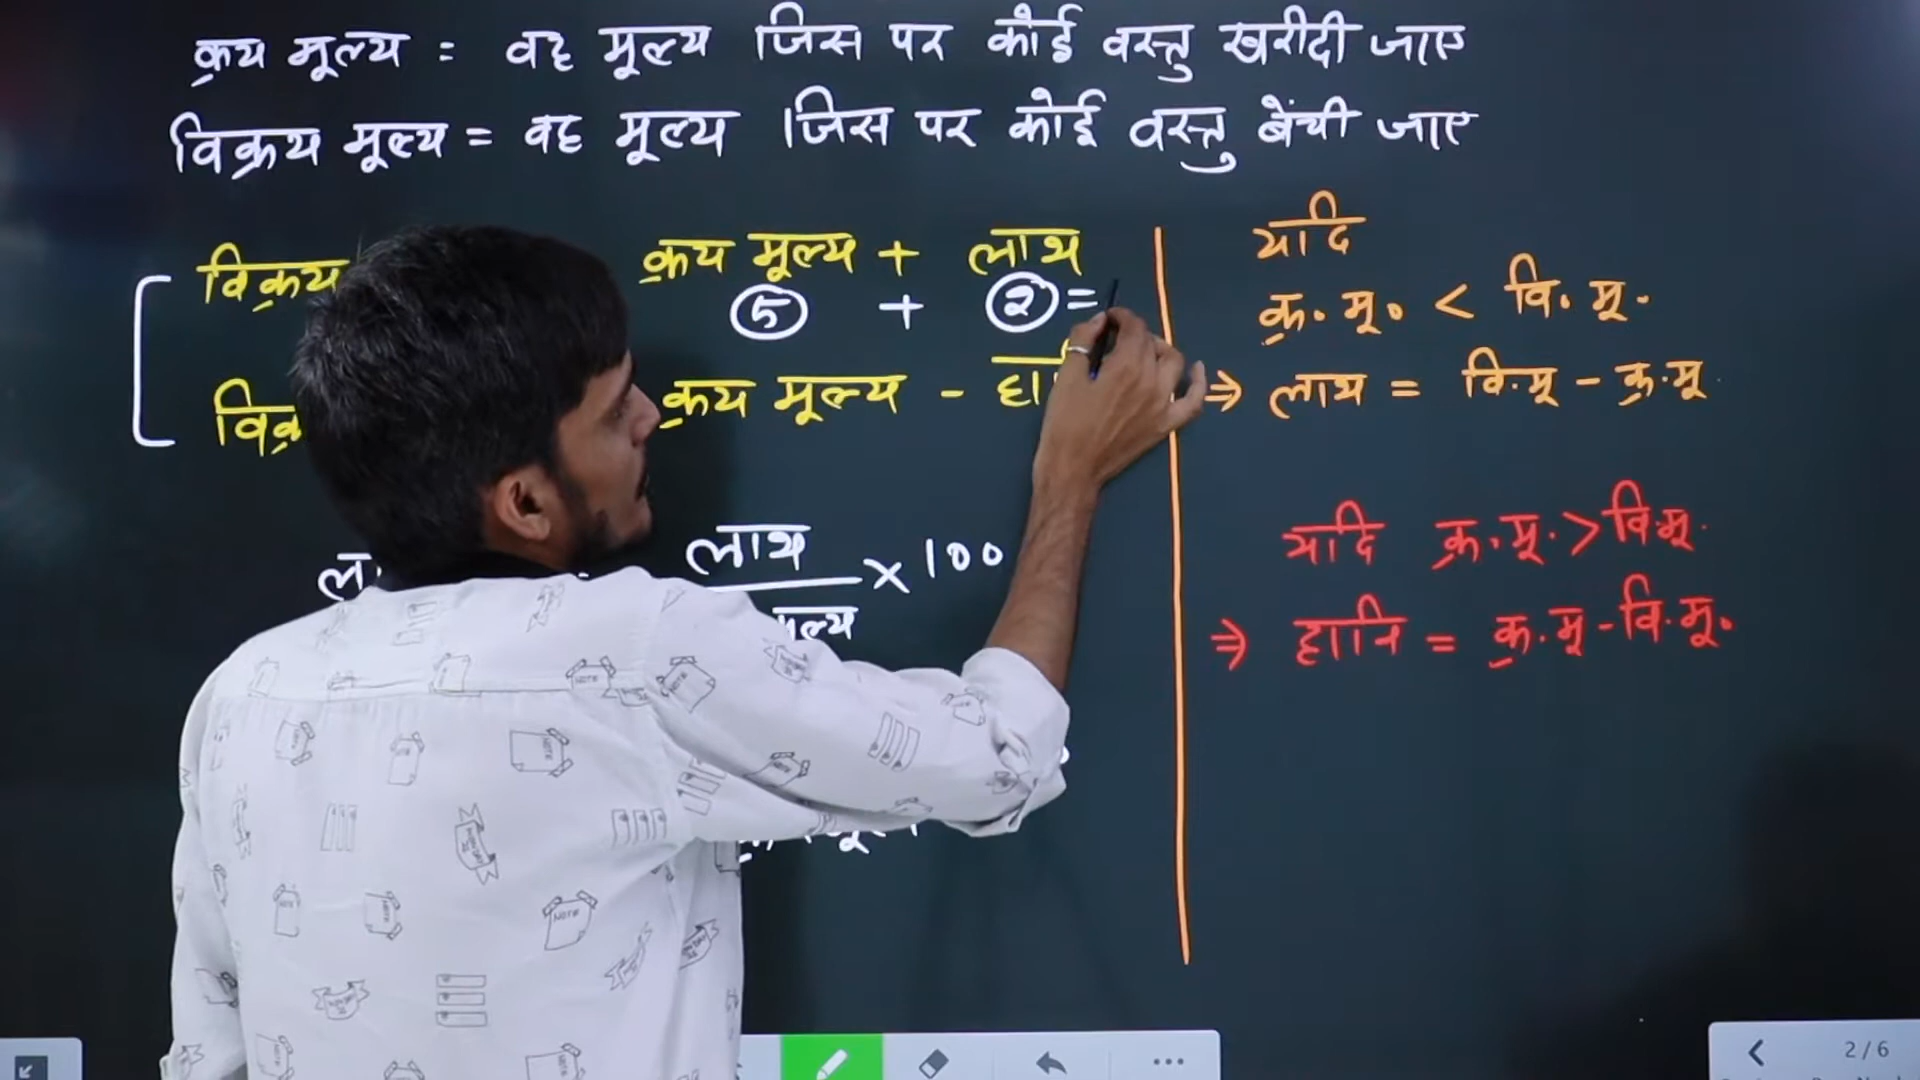 क्रय मूल्य = वह मूल्य जिस पर कोई वस्तु खरीदी जाए
विक्रय मूल्य = वह मूल्य जिस पर कोई वस्तु बेंची जाए
विक्रय क्रय मूल्य + लाभ
5 + 2 =
क्रय मूल्य -
लाभ × 100
यदि
क्र. मू. < वि. मू.
⇒ लाभ = वि.मू - क्र.मू
यदि क्र.मू. > वि.मू.
⇒ हानि = क्र.मू - वि.मू.
2/6